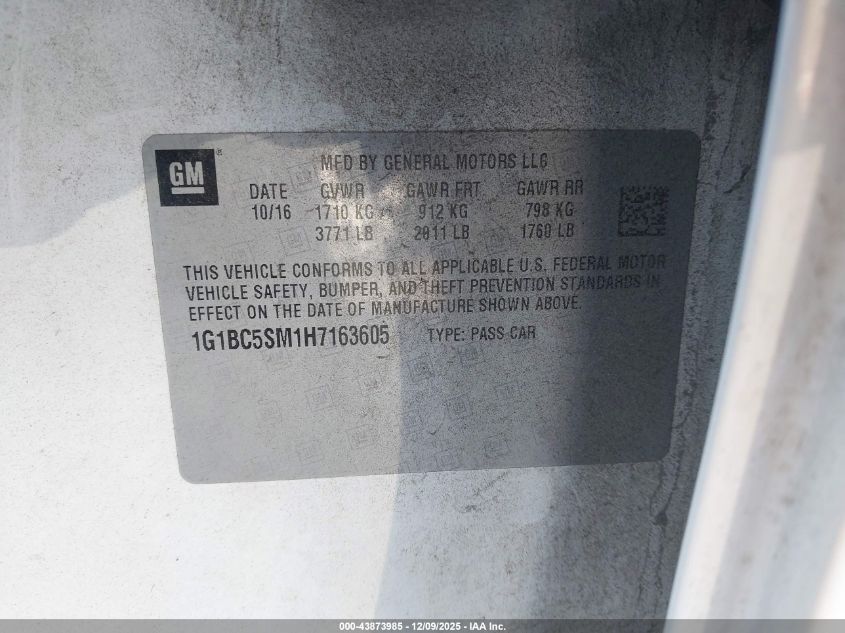 GM
MFD BY GENERAL MOTORS LLC
DATE GVWR GAWR FRT GAWR RR
10/16 1710 KG 912 KG 798 KG
3771 LB 2011 LB 1760 LB
THIS VEHICLE CONFORMS TO ALL APPLICABLE U.S. FEDERAL MOTOR
VEHICLE SAFETY, BUMPER, AND THEFT PREVENTION STANDARDS IN
EFFECT ON THE DATE OF MANUFACTURE SHOWN ABOVE.
1G1BC5SM1H7163605 TYPE: PASS CAR
000-43873985 - 12/09/2025 - IAA Inc.